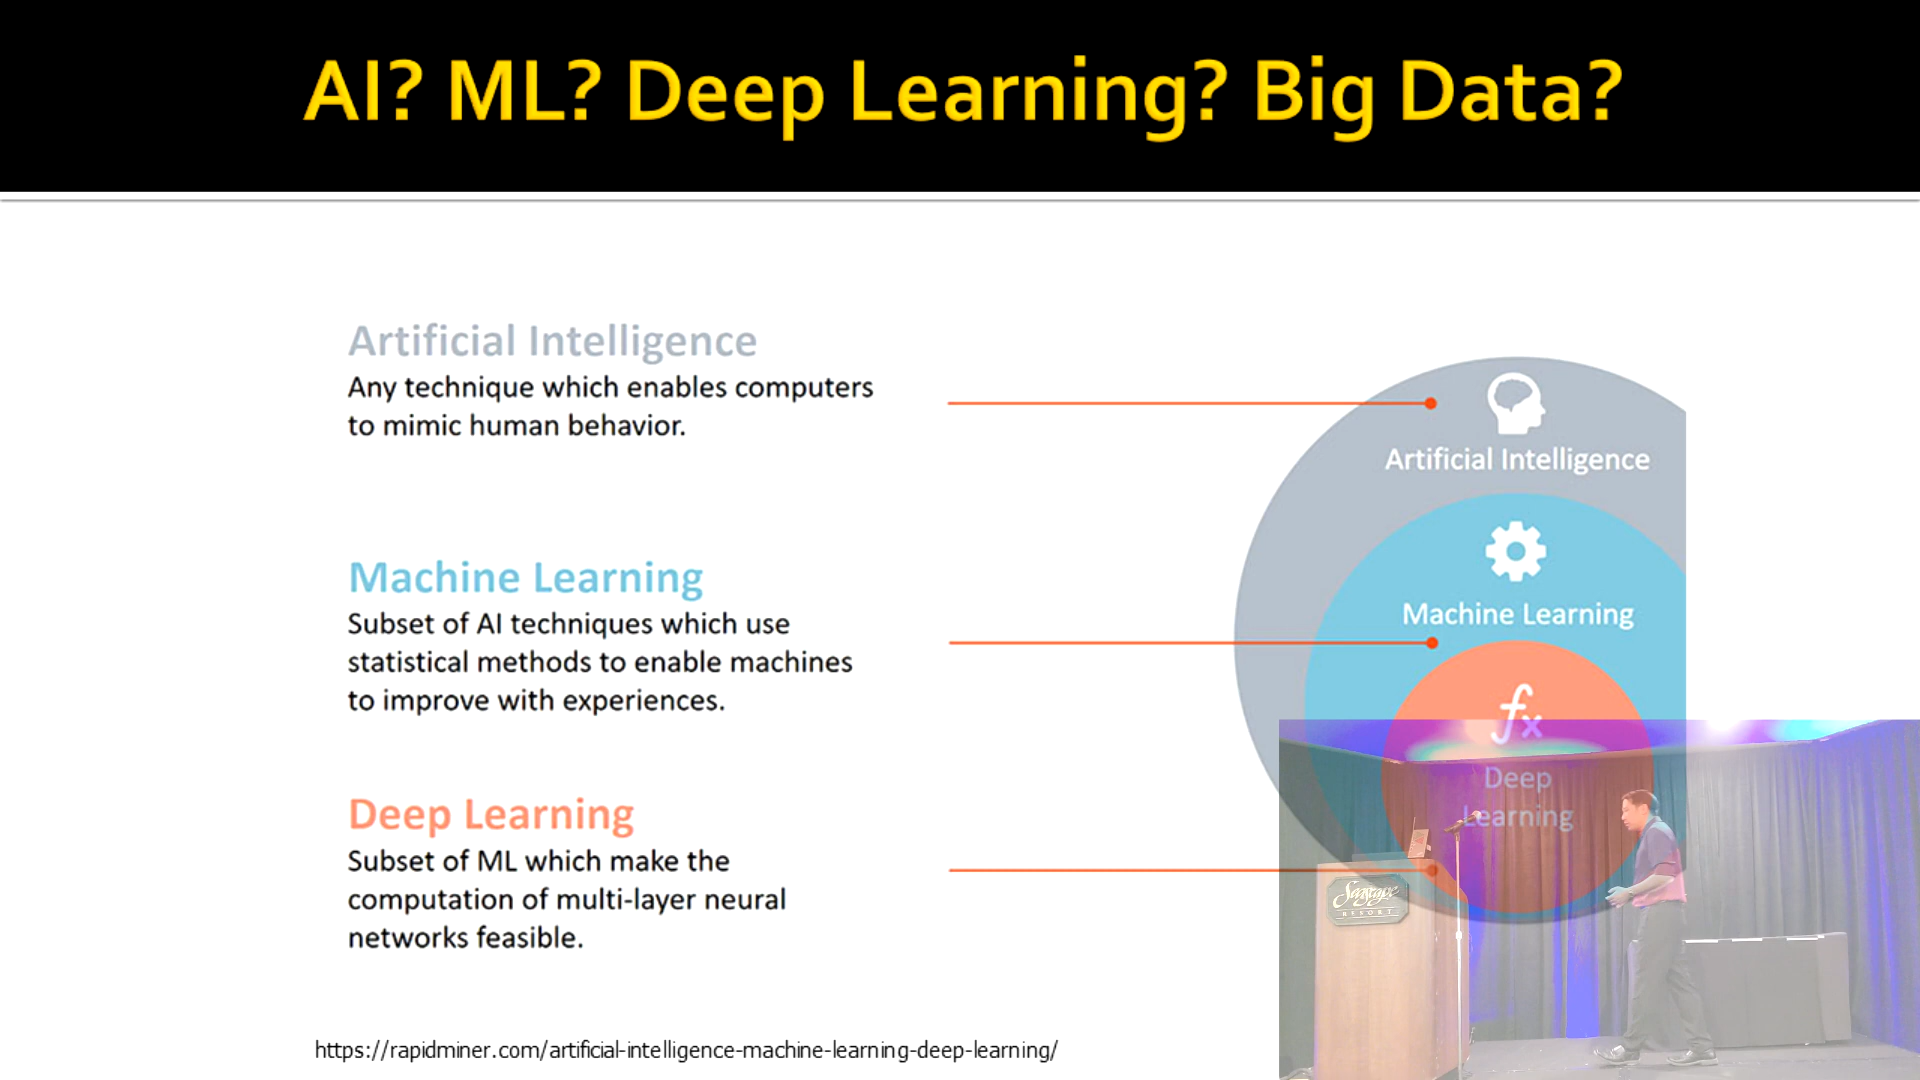 AI? ML? Deep Learning? Big Data?
Artificial Intelligence
Any technique which enables computers
to mimic human behavior.
Machine Learning
Subset of AI techniques which use
statistical methods to enable machines
to improve with experiences.
Deep Learning
Subset of ML which make the
computation of multi-layer neural
networks feasible.
Artificial Intelligence
Machine Learning
fx
Deep
Learning
Seagate
RESORT
https://rapidminer.com/artificial-intelligence-machine-learning-deep-learning/